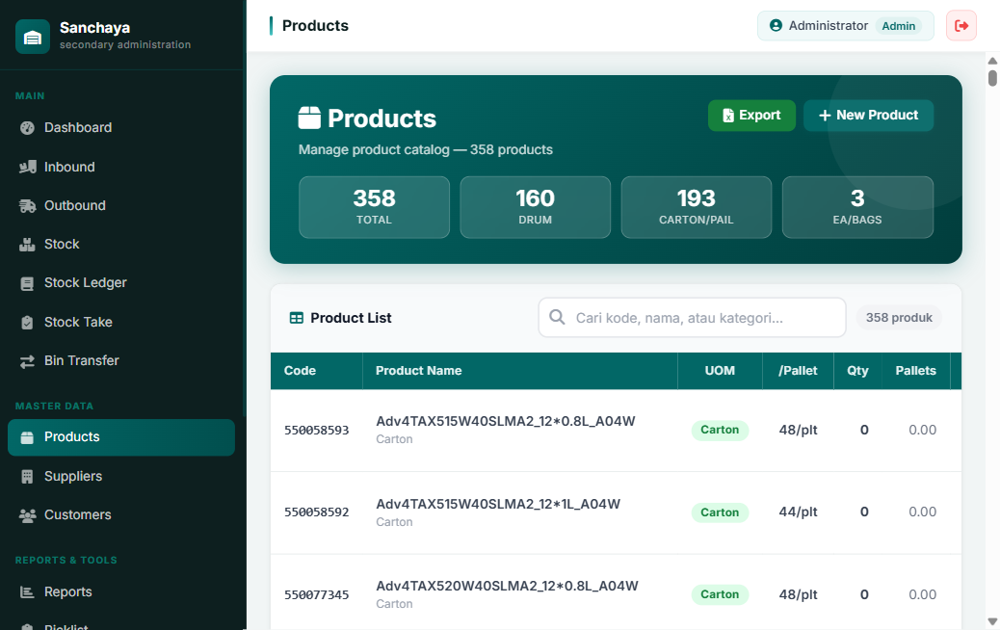 Sanchaya
secondary administration
MAIN
Dashboard
Inbound
Outbound
Stock
Stock Ledger
Stock Take
Bin Transfer
MASTER DATA
Products
Suppliers
Customers
REPORTS & TOOLS
Reports
Picklist
Products
Administrator Admin
Products
Export
+ New Product
Manage product catalog — 358 products
358
TOTAL
160
DRUM
193
CARTON/PAIL
3
EA/BAGS
Product List
Cari kode, nama, atau kategori...
358 produk
Code Product Name UOM /Pallet Qty Pallets
550058593 Adv4TAX515W40SLMA2_12*0.8L_A04W Carton 48/plt 0 0.00
Carton
550058592 Adv4TAX515W40SLMA2_12*1L_A04W Carton 44/plt 0 0.00
Carton
550077345 Adv4TAX520W40SLMA2_12*0.8L_A04W Carton 48/plt 0 0.00
Carton